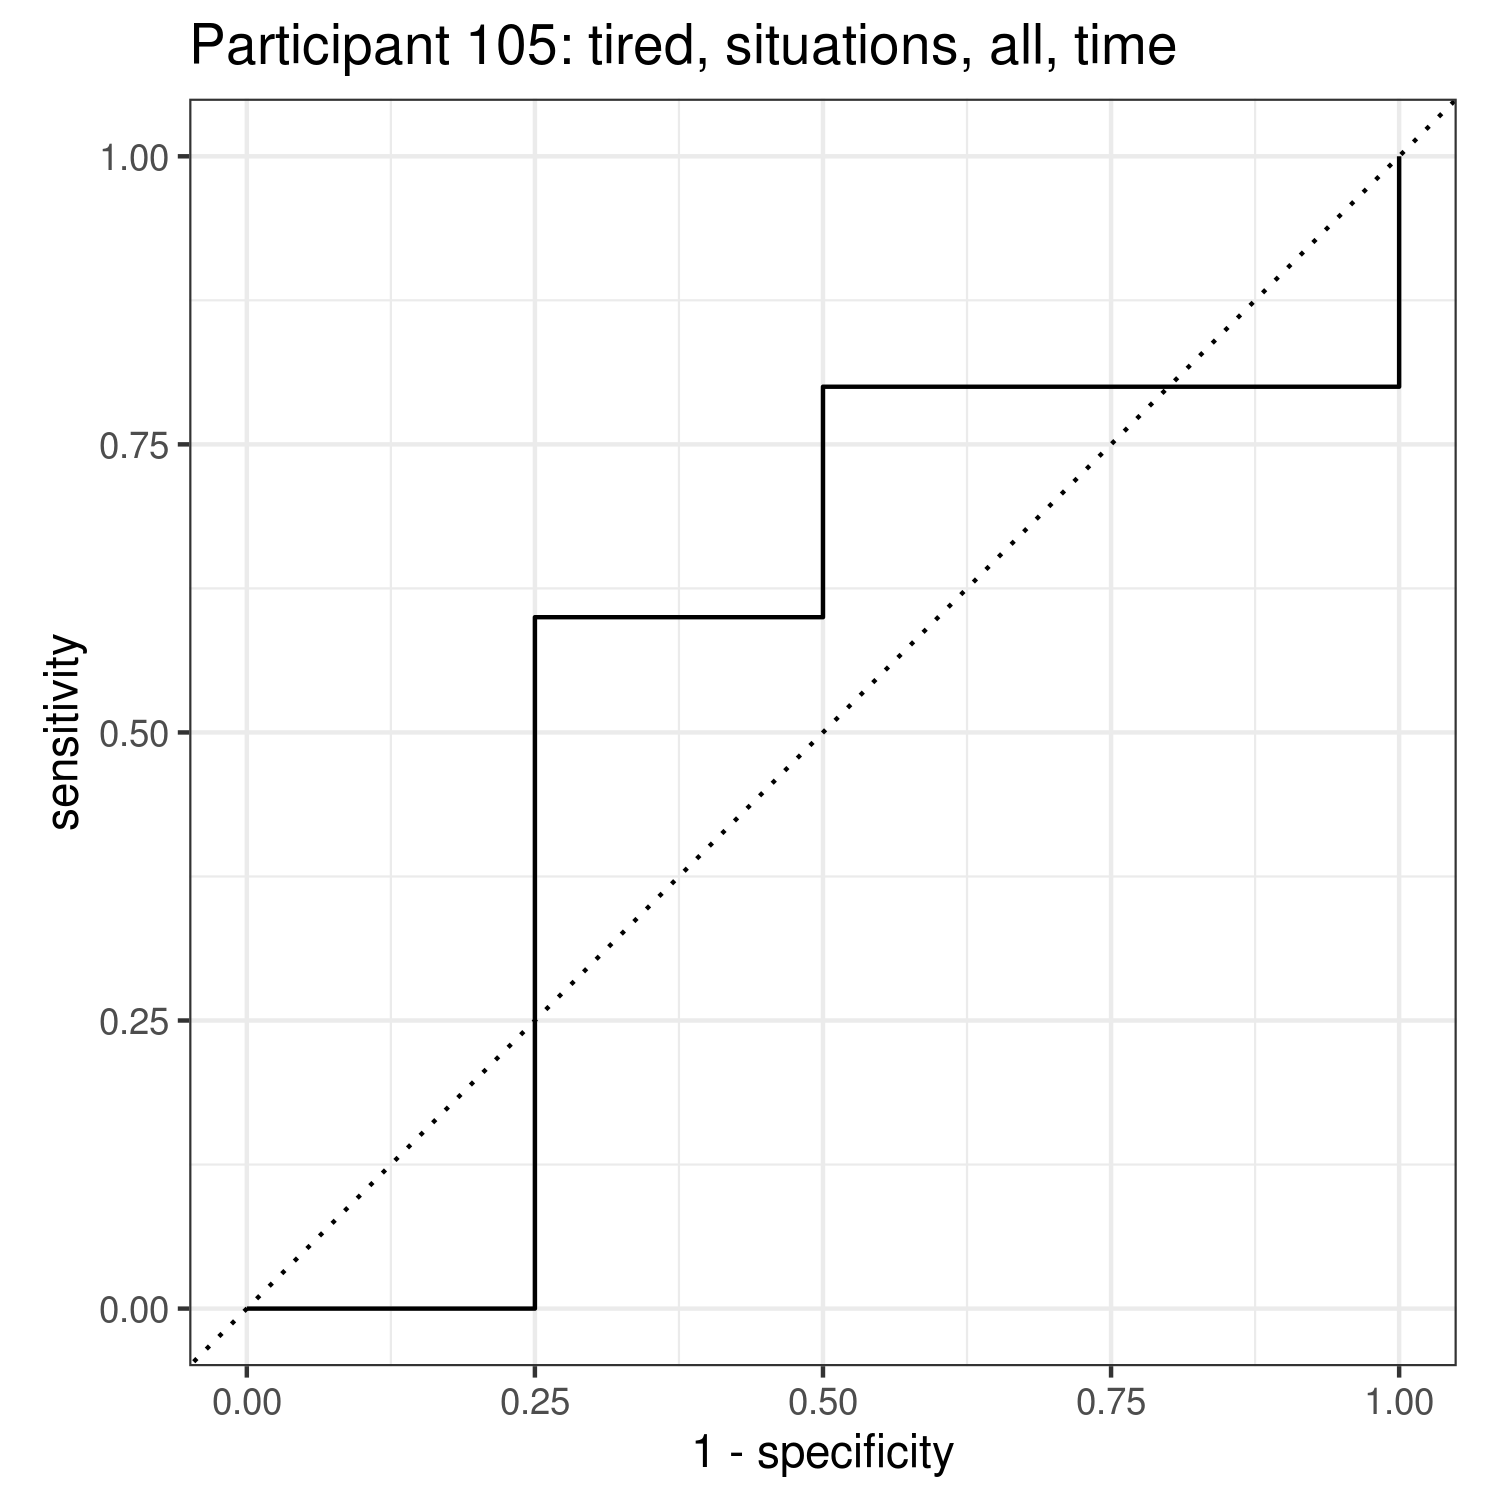 Participant 105: tired, situations, all, time
1.00
0.75
0.50
0.25
0.00
sensitivity
0.00 0.25 0.50 0.75 1.00
1 - specificity